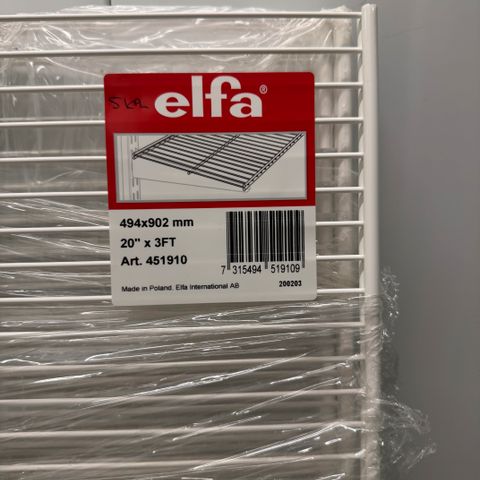 elfa®
494x902 mm
20" x 3FT
Art. 451910
7 315494 519109
Made in Poland. Elfa International AB
200203